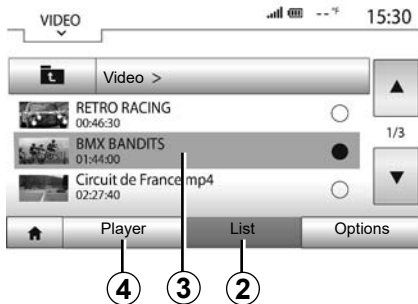 VIDEO
--°F
15:30
Video >
RETRO RACING
00:46:30
1/3
BMX BANDITS
01:44:00
Circuit de France mp4
02:27:40
Player
List
Options
4
3
2